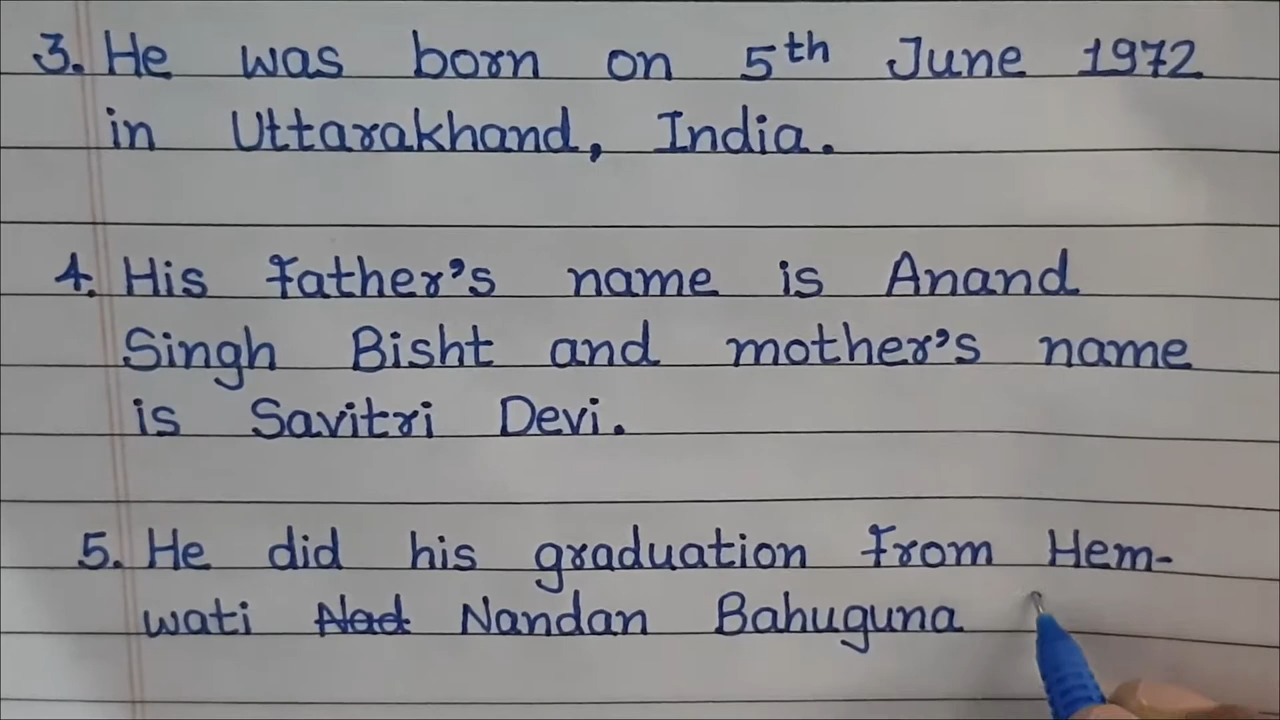 3. He was born on 5th June 1972
in Uttarakhand, India.
4. His father's name is Anand
Singh Bisht and mother's name
is Savitri Devi.
5. He did his graduation from Hem-
wati Nad Nandan Bahuguna